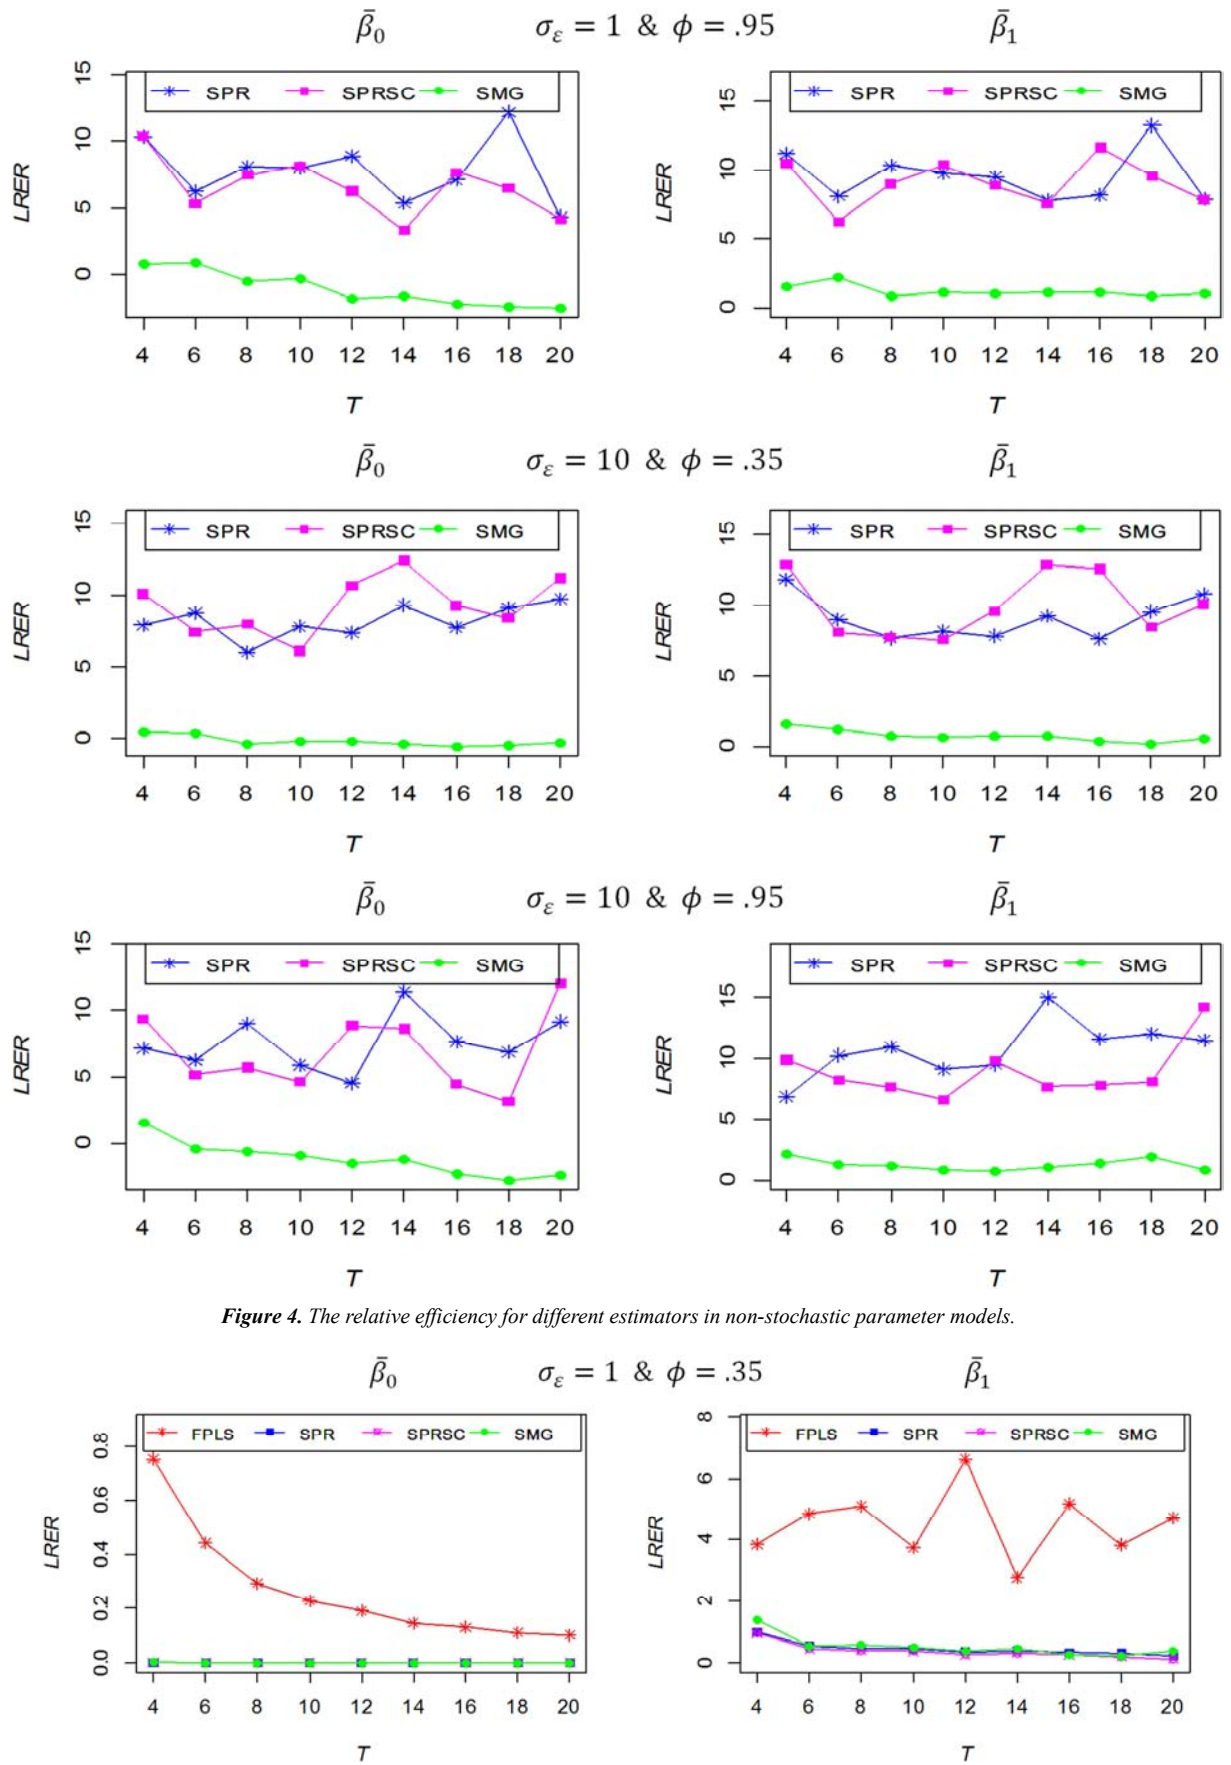 β̄₀ σ_ε = 1 & ϕ = .95 β̄₁
SPR SPRSC SMG
15
10
5
0
LRER
4 6 8 10 12 14 16 18 20
T
SPR SPRSC SMG
15
10
5
0
LRER
4 6 8 10 12 14 16 18 20
T
β̄₀ σ_ε = 10 & ϕ = .35 β̄₁
SPR SPRSC SMG
15
10
5
0
LRER
4 6 8 10 12 14 16 18 20
T
SPR SPRSC SMG
15
10
5
0
LRER
4 6 8 10 12 14 16 18 20
T
β̄₀ σ_ε = 10 & ϕ = .95 β̄₁
SPR SPRSC SMG
15
10
5
0
LRER
4 6 8 10 12 14 16 18 20
T
SPR SPRSC SMG
15
10
5
0
LRER
4 6 8 10 12 14 16 18 20
T
Figure 4. The relative efficiency for different estimators in non-stochastic parameter models.
β̄₀ σ_ε = 1 & ϕ = .35 β̄₁
FPLS SPR SPRSC SMG
0.8
0.6
0.4
0.2
0.0
LRER
4 6 8 10 12 14 16 18 20
T
FPLS SPR SPRSC SMG
8
6
4
2
0
LRER
4 6 8 10 12 14 16 18 20
T